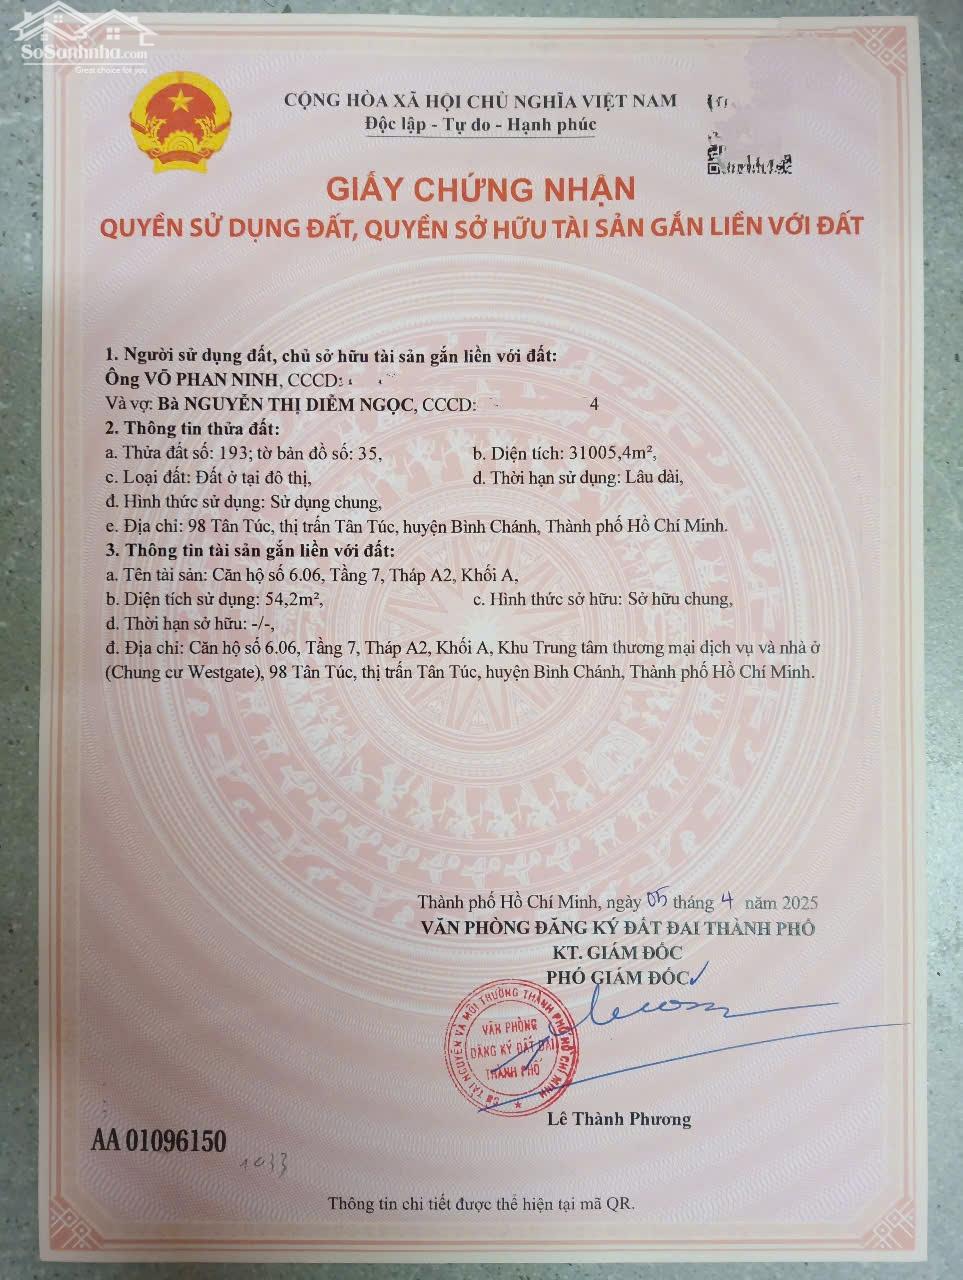 SoSanhnha.com
Great choice for you
CỘNG HÒA XÃ HỘI CHỦ NGHĨA VIỆT NAM
Độc lập - Tự do - Hạnh phúc
GIẤY CHỨNG NHẬN
QUYỀN SỬ DỤNG ĐẤT, QUYỀN SỞ HỮU TÀI SẢN GẮN LIỀN VỚI ĐẤT
1. Người sử dụng đất, chủ sở hữu tài sản gắn liền với đất:
Ông VÕ PHAN NINH, CCCD:
Và vợ: Bà NGUYỄN THỊ DIỄM NGỌC, CCCD: 4
2. Thông tin thửa đất:
a. Thửa đất số: 193; tờ bản đồ số: 35, b. Diện tích: 31005,4m²,
c. Loại đất: Đất ở tại đô thị, d. Thời hạn sử dụng: Lâu dài,
đ. Hình thức sử dụng: Sử dụng chung,
e. Địa chỉ: 98 Tân Túc, thị trấn Tân Túc, huyện Bình Chánh, Thành phố Hồ Chí Minh.
3. Thông tin tài sản gắn liền với đất:
a. Tên tài sản: Căn hộ số 6.06, Tầng 7, Tháp A2, Khối A,
b. Diện tích sử dụng: 54,2m², c. Hình thức sở hữu: Sở hữu chung,
d. Thời hạn sở hữu: -/-,
đ. Địa chỉ: Căn hộ số 6.06, Tầng 7, Tháp A2, Khối A, Khu Trung tâm thương mại dịch vụ và nhà ở
(Chung cư Westgate), 98 Tân Túc, thị trấn Tân Túc, huyện Bình Chánh, Thành phố Hồ Chí Minh.
Thành phố Hồ Chí Minh, ngày 05 tháng 4 năm 2025
VĂN PHÒNG ĐĂNG KÝ ĐẤT ĐAI THÀNH PHỐ
KT. GIÁM ĐỐC
PHÓ GIÁM ĐỐC
SỞ TÀI NGUYÊN VÀ MÔI TRƯỜNG THÀNH PHỐ HỒ CHÍ MINH
VĂN PHÒNG
ĐĂNG KÝ ĐẤT ĐAI
THÀNH PHỐ
Lê Thành Phương
AA 01096150
1033
Thông tin chi tiết được thể hiện tại mã QR.